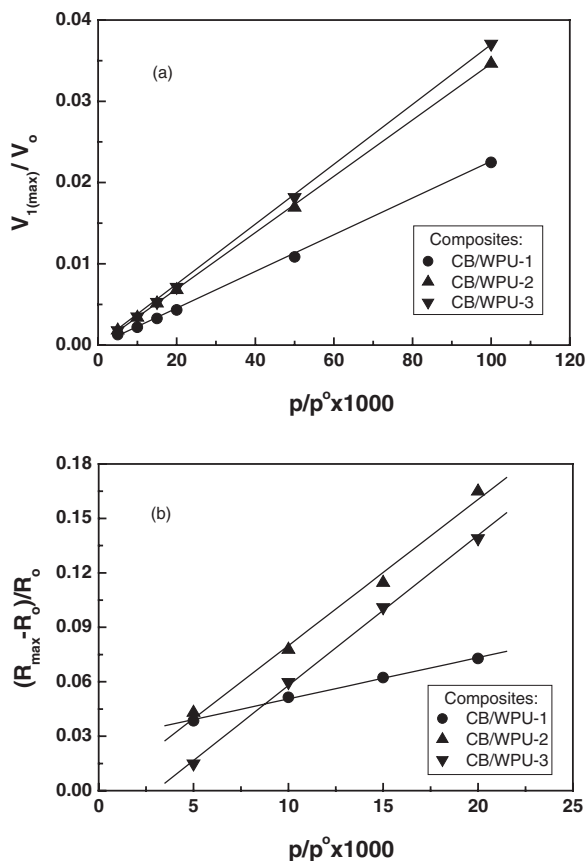 (a)
0.04
0.03
0.02
0.01
0.00
V1(max)/ Vo
0 20 40 60 80 100 120
p/p°x1000
Composites:
CB/WPU-1
CB/WPU-2
CB/WPU-3
(b)
0.18
0.15
0.12
0.09
0.06
0.03
0.00
(Rmax-Ro)/Ro
0 5 10 15 20 25
p/p°x1000
Composites:
CB/WPU-1
CB/WPU-2
CB/WPU-3